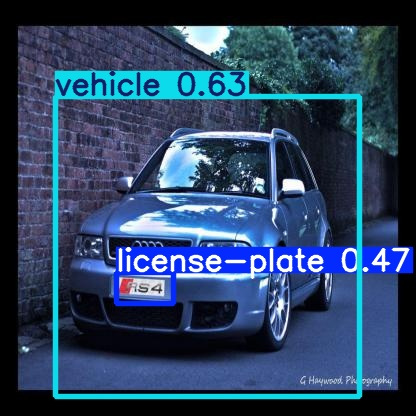 vehicle 0.63
license-plate 0.47
RS4
G Haywood Photography